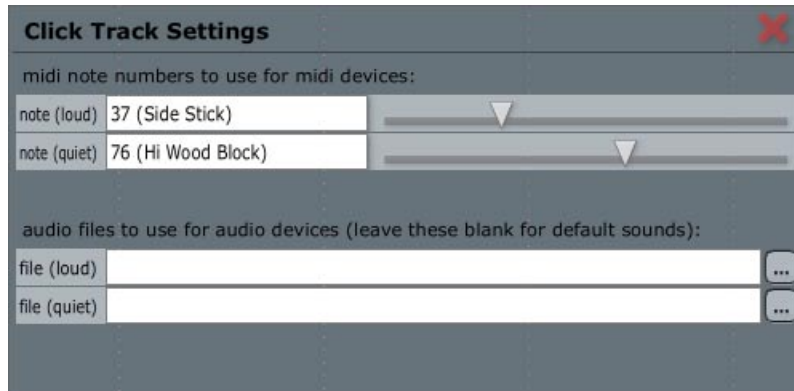 Click Track Settings
midi note numbers to use for midi devices:
note (loud) 37 (Side Stick)
note (quiet) 76 (Hi Wood Block)
audio files to use for audio devices (leave these blank for default sounds):
file (loud) ...
file (quiet) ...